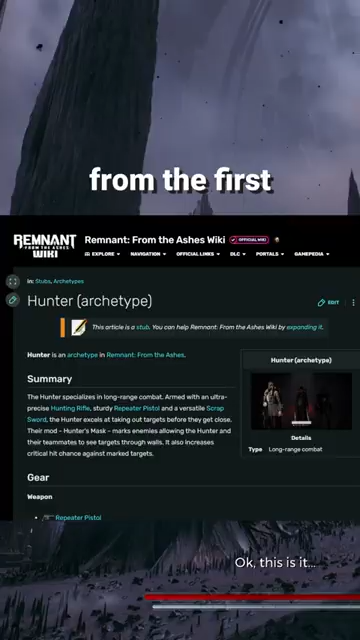 from the first
REMNANT
FROM THE ASHES
WIKI
Remnant: From the Ashes Wiki
OFFICIAL WIKI
EXPLORE
NAVIGATION
OFFICIAL LINKS
DLC
PORTALS
GAMEPEDIA
in: Stubs, Archetypes
Hunter (archetype)
EDIT
This article is a stub. You can help Remnant: From the Ashes Wiki by expanding it.
Hunter is an archetype in Remnant: From the Ashes.
Summary
The Hunter specializes in long-range combat. Armed with an ultra-
precise Hunting Rifle, sturdy Repeater Pistol and a versatile Scrap
Sword, the Hunter excels at taking out targets before they get close.
Their mod - Hunter's Mask – marks enemies allowing the Hunter and
their teammates to see targets through walls. It also increases
critical hit chance against marked targets.
Hunter (archetype)
Details
Type Long-range combat
Gear
Weapon
Repeater Pistol
Ok, this is it...